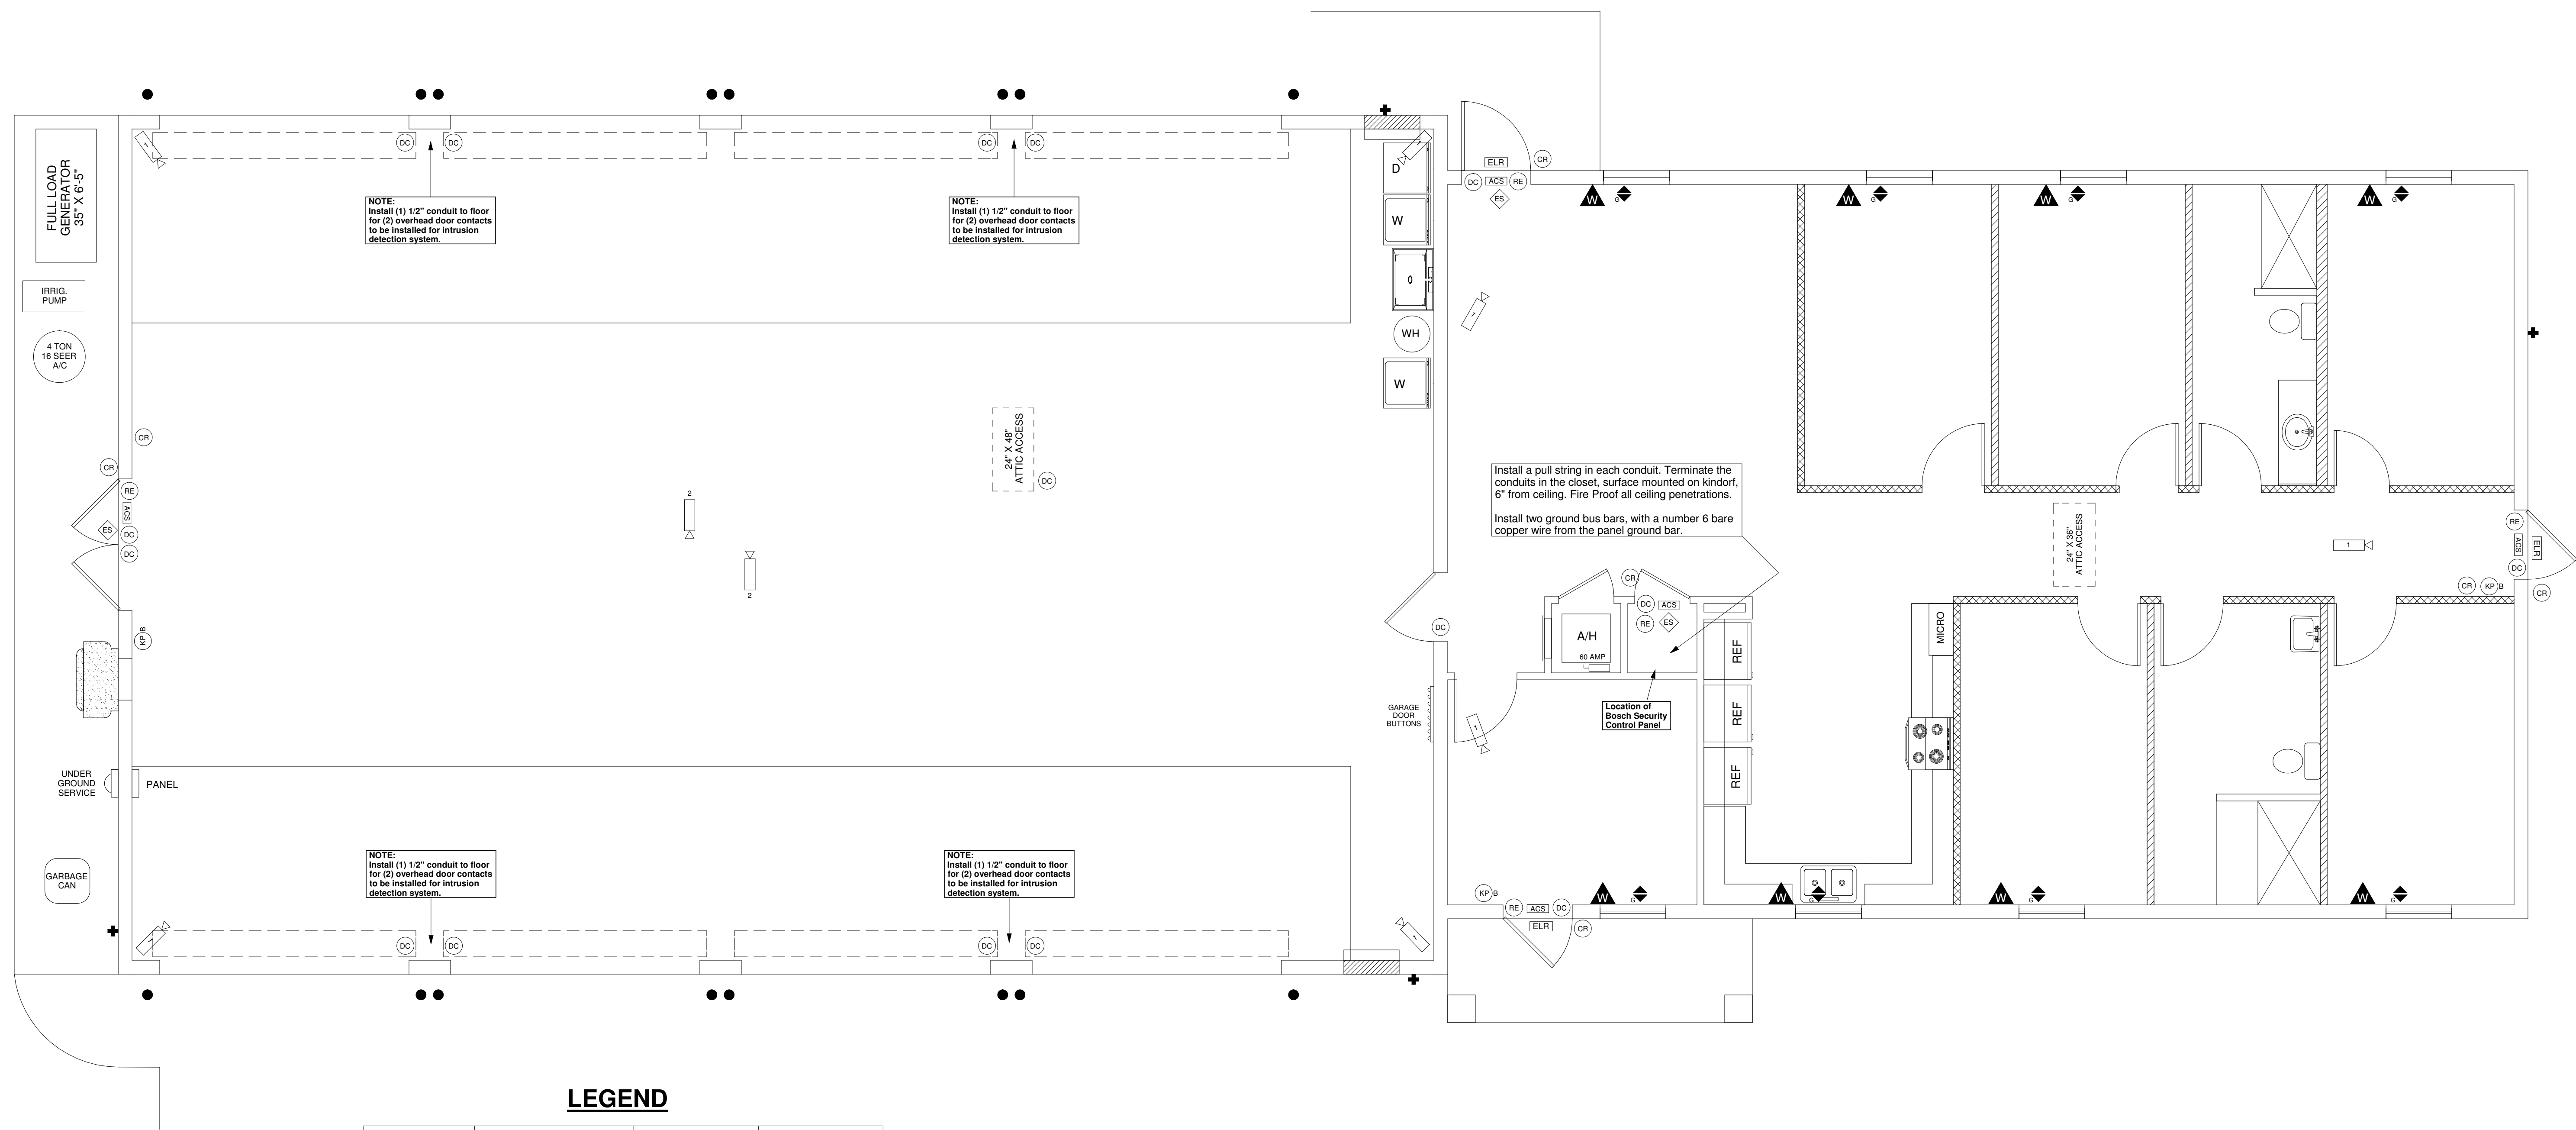 FULL LOAD
GENERATOR
35" X 6'-5"
IRRIG.
PUMP
4 TON
16 SEER
A/C
UNDER
GROUND
SERVICE
PANEL
GARBAGE
CAN
CR
CR
RE
ACS
ES
DC
DC
KP B
1
DC
DC
DC
DC
1
NOTE:
Install (1) 1/2" conduit to floor
for (2) overhead door contacts
to be installed for intrusion
detection system.
NOTE:
Install (1) 1/2" conduit to floor
for (2) overhead door contacts
to be installed for intrusion
detection system.
D
W
WH
W
24" X 48"
ATTIC ACCESS
DC
2
2
DC
GARAGE
DOOR
BUTTONS
NOTE:
Install (1) 1/2" conduit to floor
for (2) overhead door contacts
to be installed for intrusion
detection system.
NOTE:
Install (1) 1/2" conduit to floor
for (2) overhead door contacts
to be installed for intrusion
detection system.
1
DC
DC
DC
DC
1
ELR
CR
DC
ACS
RE
ES
W
G
W
G
W
G
W
G
1
Install a pull string in each conduit. Terminate the
conduits in the closet, surface mounted on kindorf,
6" from ceiling. Fire Proof all ceiling penetrations.
Install two ground bus bars, with a number 6 bare
copper wire from the panel ground bar.
CR
DC
ACS
RE
ES
A/H
60 AMP
Location of
Bosch Security
Control Panel
1
REF
REF
REF
MICRO
24" X 36"
ATTIC ACCESS
1
RE
ACS
ELR
DC
CR
KP B
CR
KP B
RE
ACS
DC
ELR
CR
W
G
W
G
W
G
W
G
LEGEND